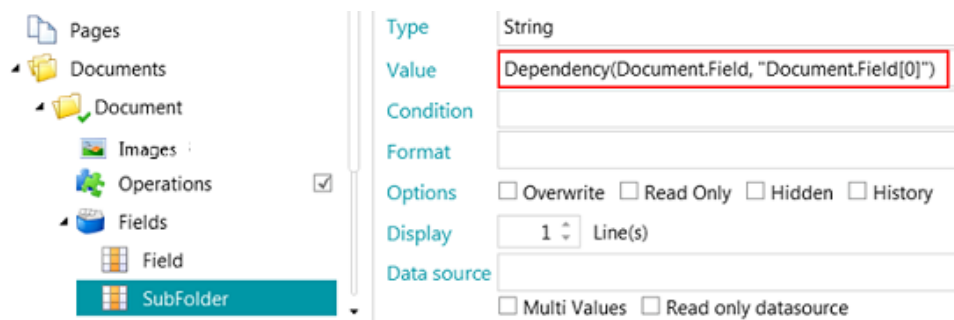 Pages
Documents
Document
Images
Operations
Fields
Field
SubFolder
Type String
Value Dependency(Document.Field, "Document.Field[0]")
Condition
Format
Options Overwrite Read Only Hidden History
Display 1 Line(s)
Data source
Multi Values Read only datasource